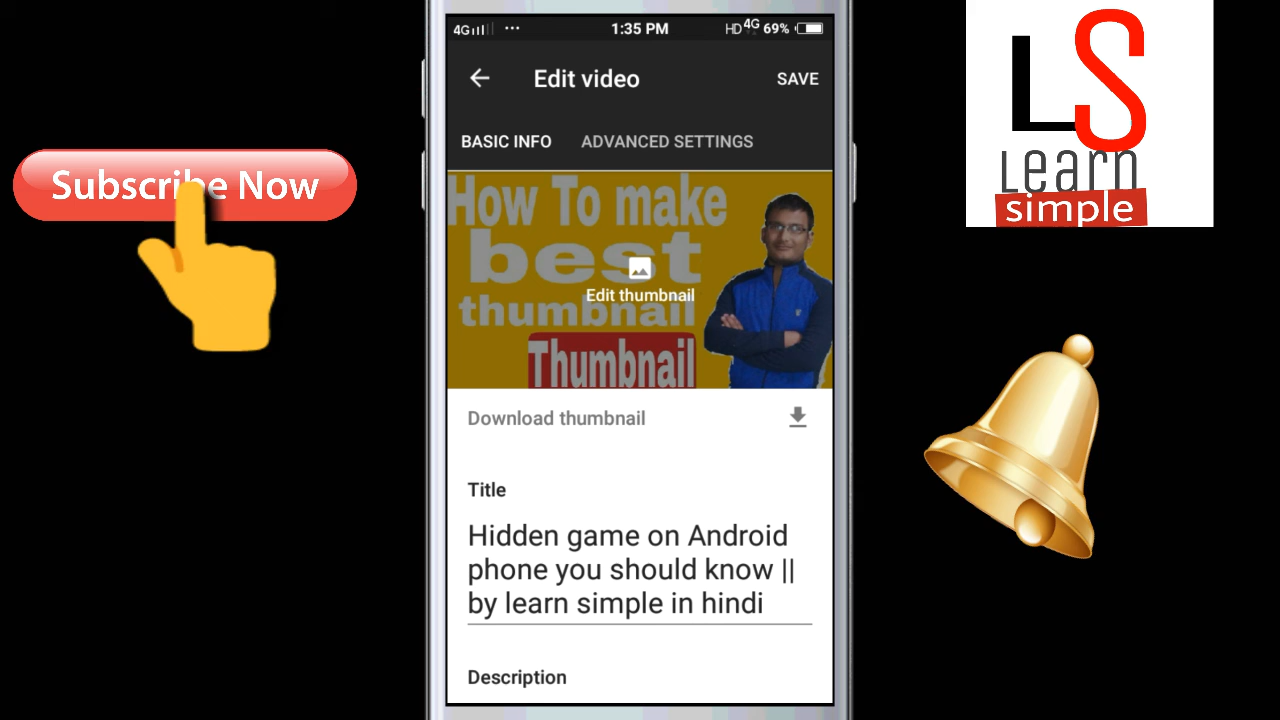 4G ... 1:35 PM HD 4G 69%
Edit video SAVE
BASIC INFO ADVANCED SETTINGS
Subscribe Now
LS
Learn
simple
How To make
best
Edit thumbnail
thumbnail
Thumbnail
Download thumbnail
Title
Hidden game on Android
phone you should know ||
by learn simple in hindi
Description